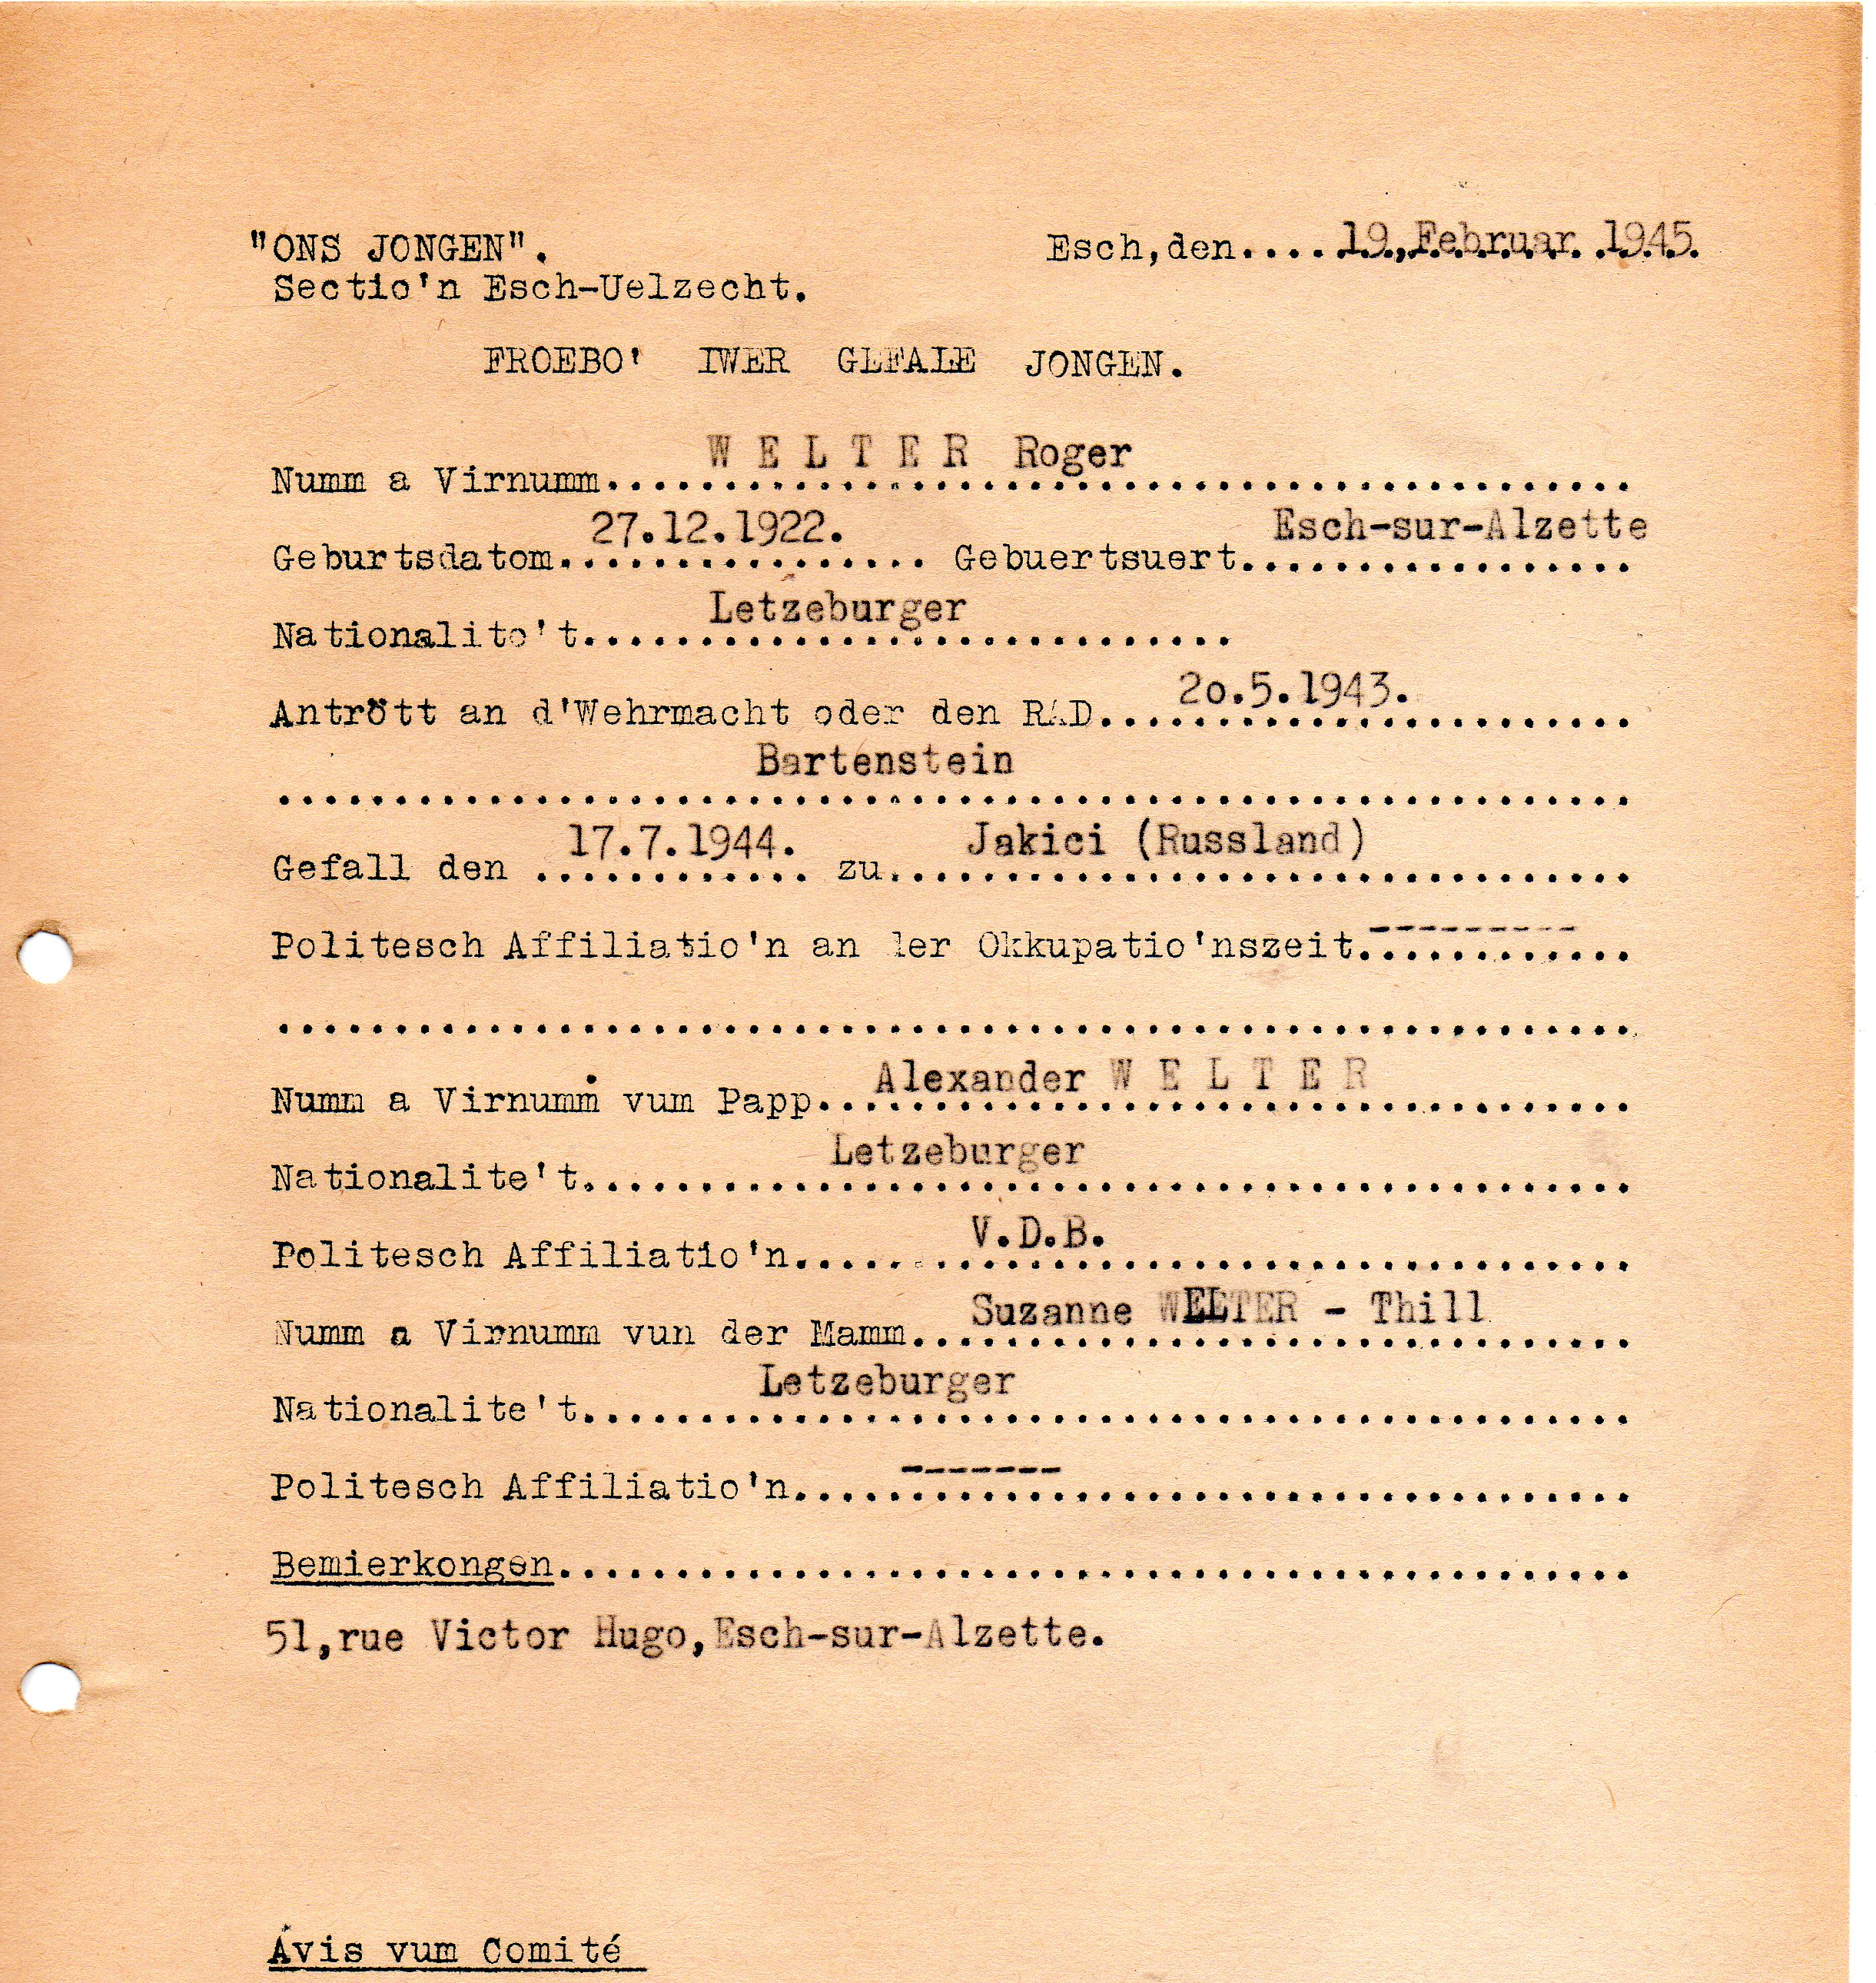 "ONS JONGEN". Esch,den.... 19.,Februar. 1945.
Sectio'n Esch-Uelzecht.
FROEBO' IWER GEFALE JONGEN.
Numm a Virnumm.... W E L T E R Roger
Geburtsdatom.... 27.12.1922. Gebuertsuert.... Esch-sur-Alzette
Nationalite't.... Letzeburger
Antrött an d'Wehrmacht oder den RAD.... 2o.5.1943.
Bartenstein
Gefall den .... 17.7.1944. zu.... Jakici (Russland)
Politesch Affiliatio'n an der Okkupatio'nszeit.... ---------
Numm a Virnumm vum Papp.... Alexander W E L T E R
Nationalite't.... Letzeburger
Politesch Affiliatio'n.... V.D.B.
Numm a Virnumm vun der Mamm.... Suzanne WELTER - Thill
Nationalite't.... Letzeburger
Politesch Affiliatio'n.... -------
Bemierkongen....
51,rue Victor Hugo,Esch-sur-Alzette.
Avis vum Comité